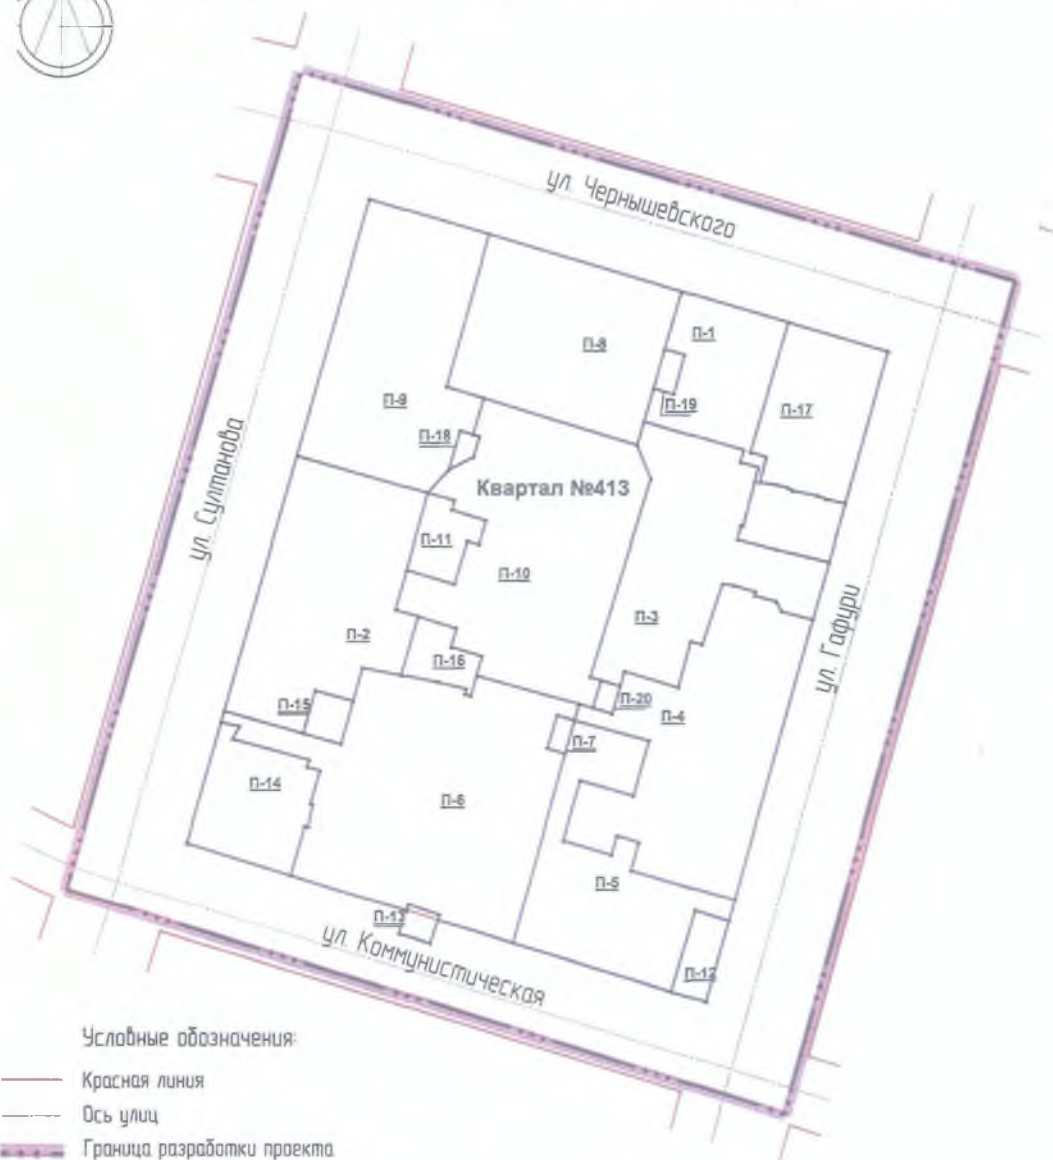 ул. Чернышевского
П-1
П-8
П-9
П-19
П-17
П-18
ул. Султанова
Квартал №413
П-11
П-10
П-3
ул. Гафури
П-2
П-16
П-15
П-20
П-4
П-7
П-14
П-6
П-5
П-13
ул. Коммунистическая
П-12
Условные обозначения:
Красная линия
Ось улиц
Граница разработки проекта